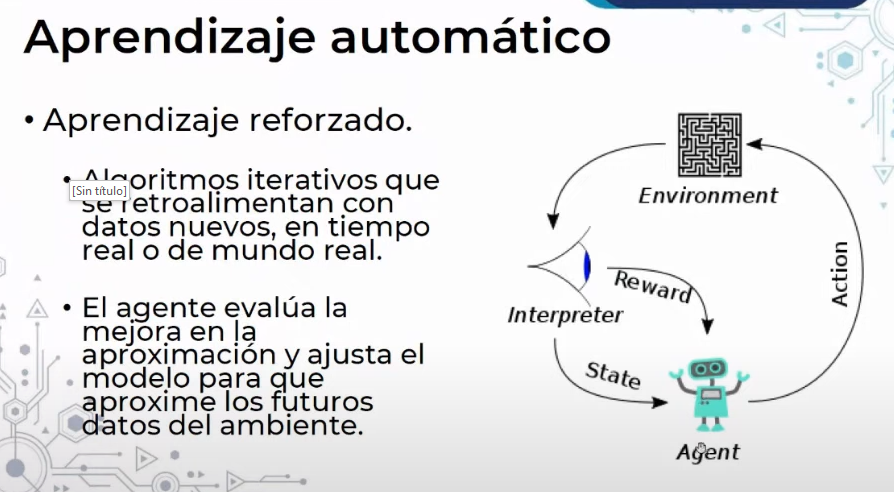 Aprendizaje automático
• Aprendizaje reforzado.
• Algoritmos iterativos que
[Sin título]
se retroalimentan con
datos nuevos, en tiempo
real o de mundo real.
• El agente evalúa la
mejora en la
aproximación y ajusta el
modelo para que
aproxime los futuros
datos del ambiente.
Environment
Action
Reward
Interpreter
State
Agent